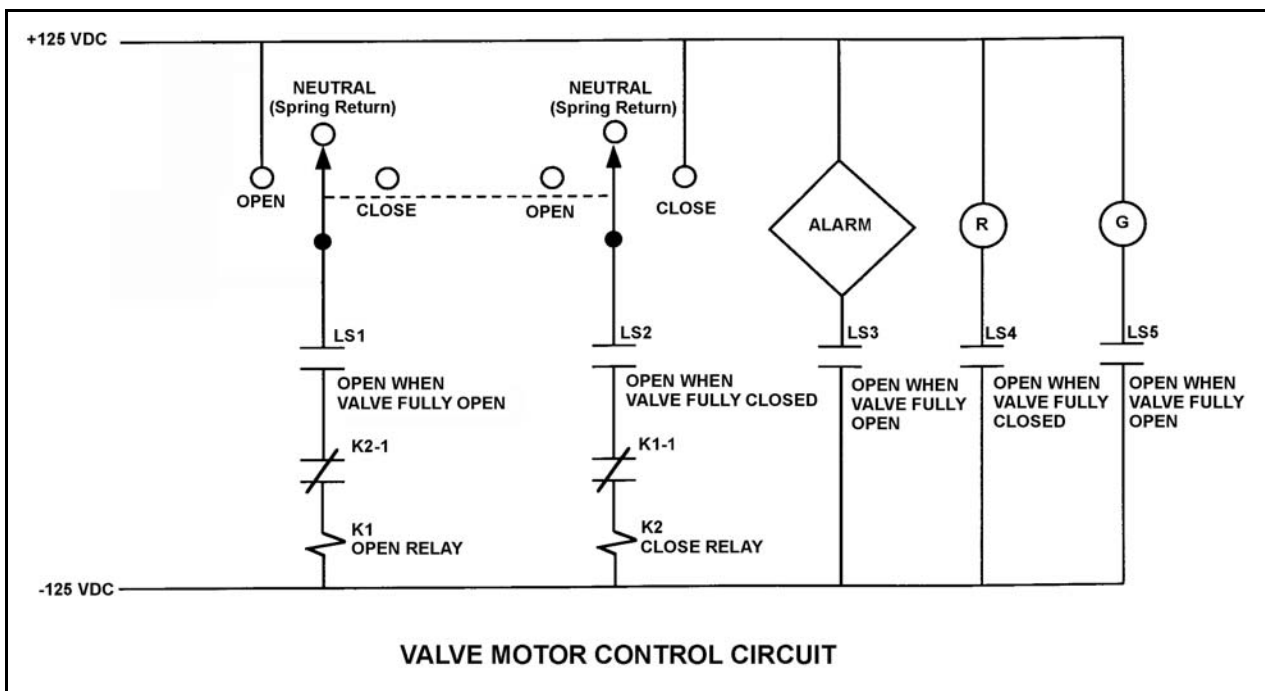 +125 VDC
NEUTRAL
(Spring Return)
NEUTRAL
(Spring Return)
OPEN
CLOSE
OPEN
CLOSE
ALARM
R
G
LS1
OPEN WHEN
VALVE FULLY OPEN
LS2
OPEN WHEN
VALVE FULLY CLOSED
LS3
OPEN WHEN
VALVE FULLY
OPEN
LS4
OPEN WHEN
VALVE FULLY
CLOSED
LS5
OPEN WHEN
VALVE FULLY
OPEN
K2-1
K1-1
K1
OPEN RELAY
K2
CLOSE RELAY
-125 VDC
VALVE MOTOR CONTROL CIRCUIT